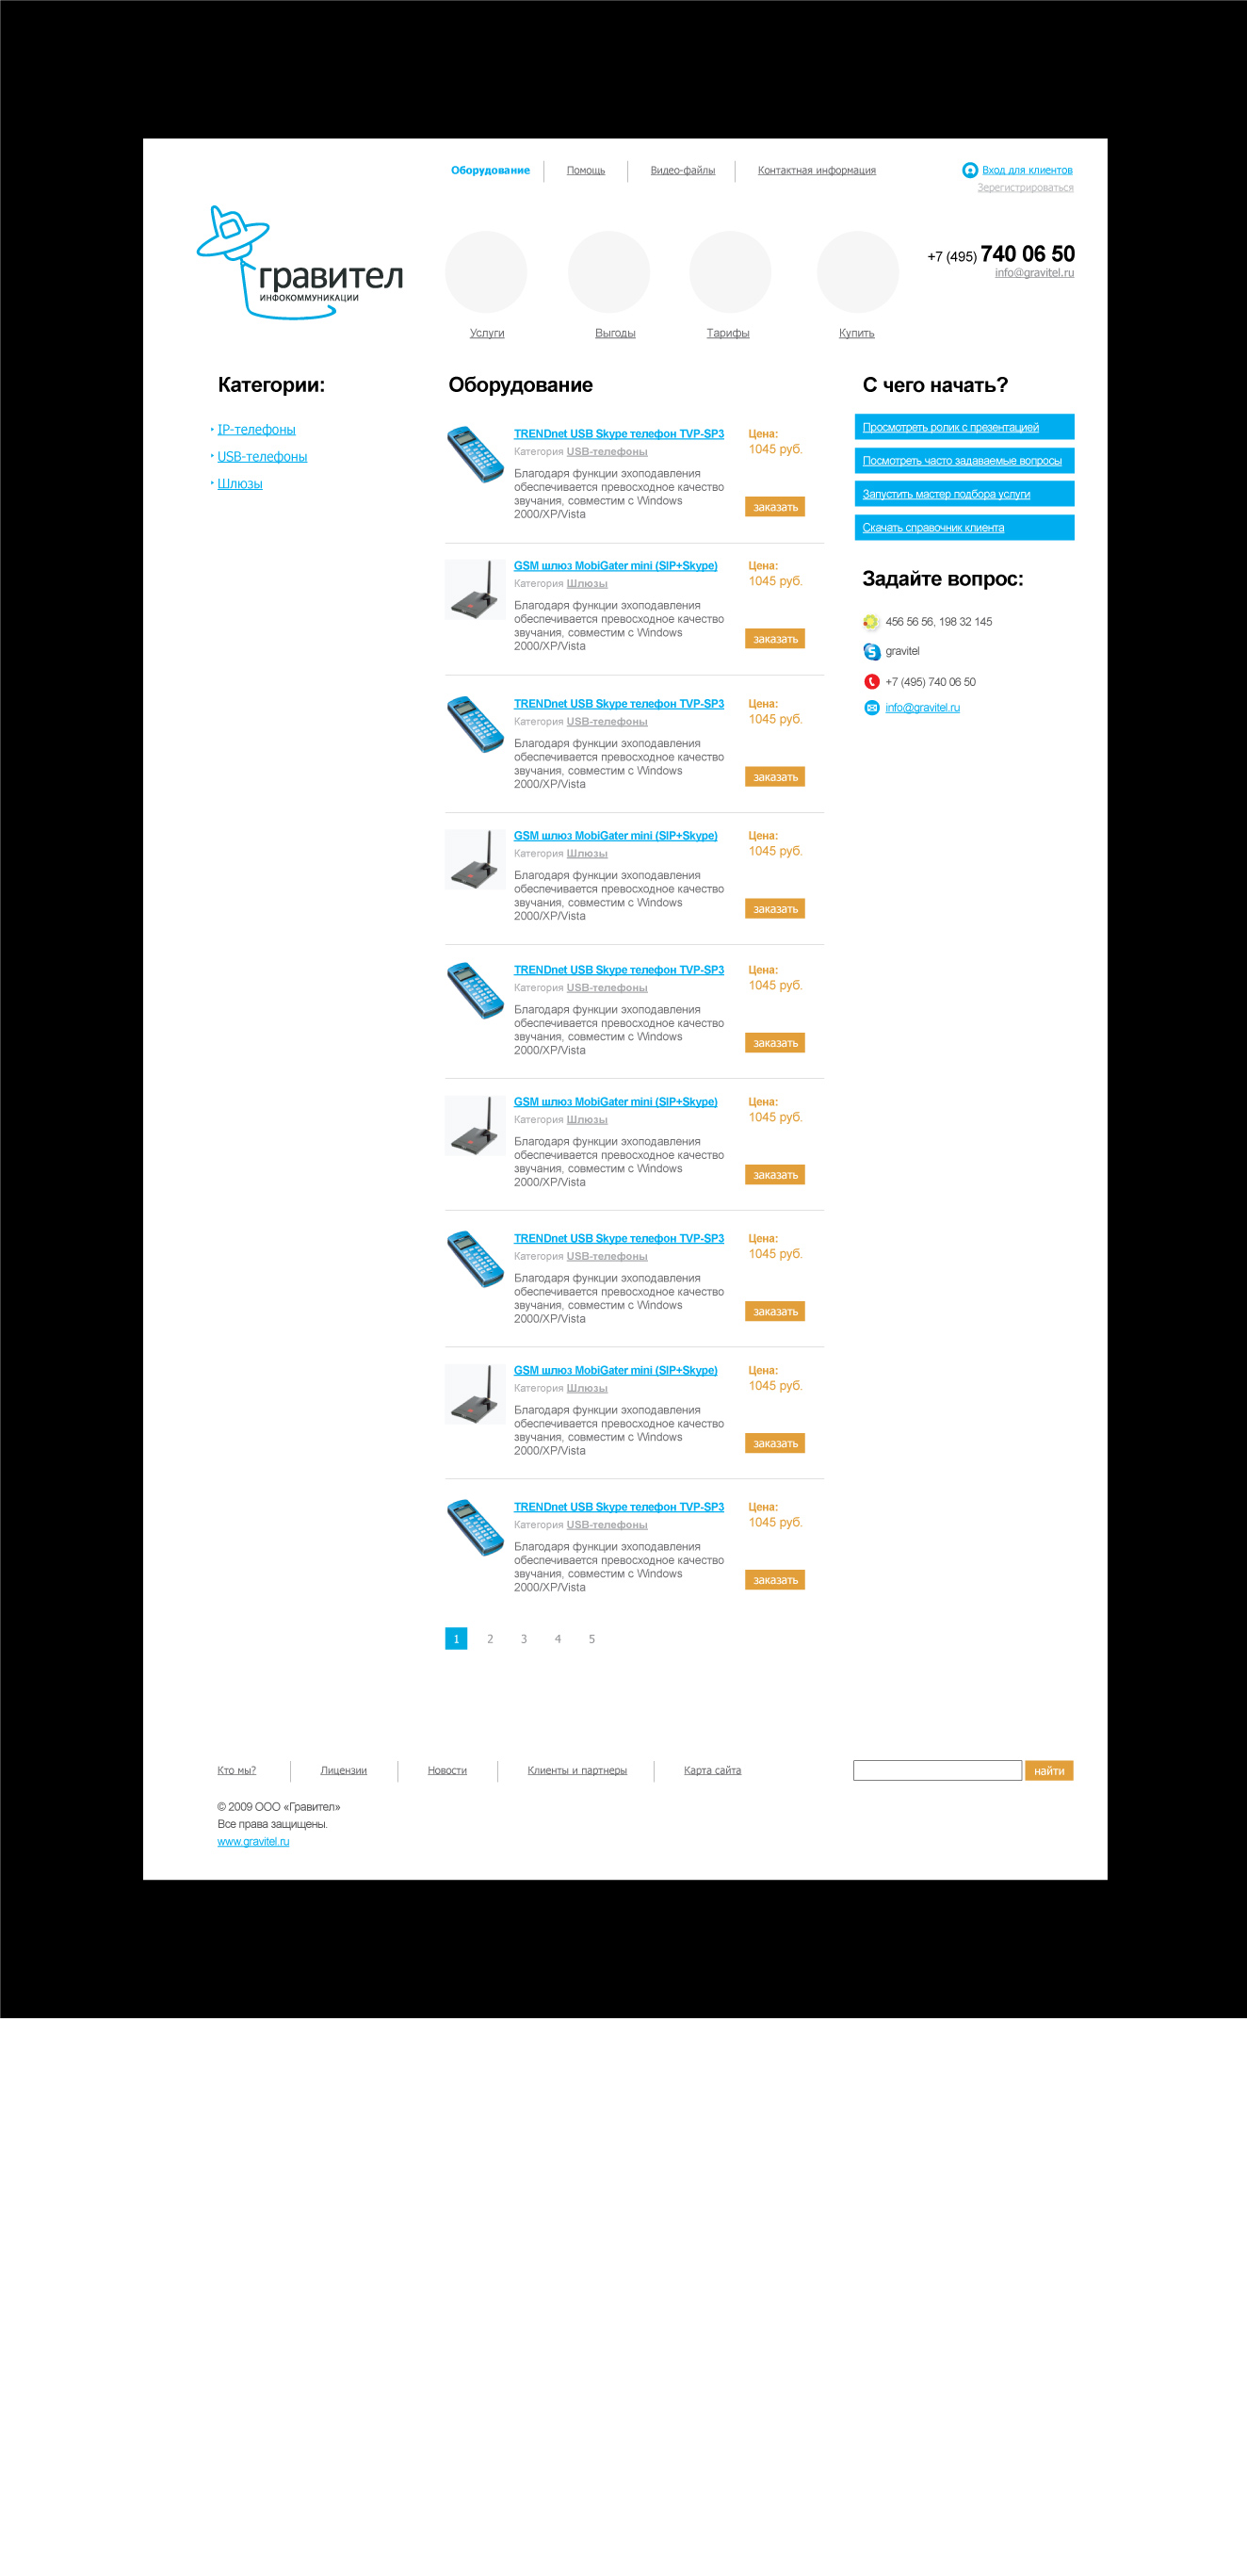 Оборудование
Помощь
Видео-файлы
Контактная информация
Вход для клиентов
Зерегистрироваться
гравител
ИНФОКОММУНИКАЦИИ
+7 (495) 740 06 50
info@gravitel.ru
Услуги
Выгоды
Тарифы
Купить
Категории:
IP-телефоны
USB-телефоны
Шлюзы
Оборудование
TRENDnet USB Skype телефон TVP-SP3
Категория USB-телефоны
Благодаря функции эхоподавления
обеспечивается превосходное качество
звучания, совместим с Windows
2000/XP/Vista
Цена:
1045 руб.
заказать
GSM шлюз MobiGater mini (SIP+Skype)
Категория Шлюзы
Благодаря функции эхоподавления
обеспечивается превосходное качество
звучания, совместим с Windows
2000/XP/Vista
Цена:
1045 руб.
заказать
TRENDnet USB Skype телефон TVP-SP3
Категория USB-телефоны
Благодаря функции эхоподавления
обеспечивается превосходное качество
звучания, совместим с Windows
2000/XP/Vista
Цена:
1045 руб.
заказать
GSM шлюз MobiGater mini (SIP+Skype)
Категория Шлюзы
Благодаря функции эхоподавления
обеспечивается превосходное качество
звучания, совместим с Windows
2000/XP/Vista
Цена:
1045 руб.
заказать
TRENDnet USB Skype телефон TVP-SP3
Категория USB-телефоны
Благодаря функции эхоподавления
обеспечивается превосходное качество
звучания, совместим с Windows
2000/XP/Vista
Цена:
1045 руб.
заказать
GSM шлюз MobiGater mini (SIP+Skype)
Категория Шлюзы
Благодаря функции эхоподавления
обеспечивается превосходное качество
звучания, совместим с Windows
2000/XP/Vista
Цена:
1045 руб.
заказать
TRENDnet USB Skype телефон TVP-SP3
Категория USB-телефоны
Благодаря функции эхоподавления
обеспечивается превосходное качество
звучания, совместим с Windows
2000/XP/Vista
Цена:
1045 руб.
заказать
GSM шлюз MobiGater mini (SIP+Skype)
Категория Шлюзы
Благодаря функции эхоподавления
обеспечивается превосходное качество
звучания, совместим с Windows
2000/XP/Vista
Цена:
1045 руб.
заказать
TRENDnet USB Skype телефон TVP-SP3
Категория USB-телефоны
Благодаря функции эхоподавления
обеспечивается превосходное качество
звучания, совместим с Windows
2000/XP/Vista
Цена:
1045 руб.
заказать
1 2 3 4 5
С чего начать?
Просмотреть ролик с презентацией
Посмотреть часто задаваемые вопросы
Запустить мастер подбора услуги
Скачать справочник клиента
Задайте вопрос:
456 56 56, 198 32 145
gravitel
+7 (495) 740 06 50
info@gravitel.ru
Кто мы?
Лицензии
Новости
Клиенты и партнеры
Карта сайта
найти
© 2009 ООО «Гравител»
Все права защищены.
www.gravitel.ru